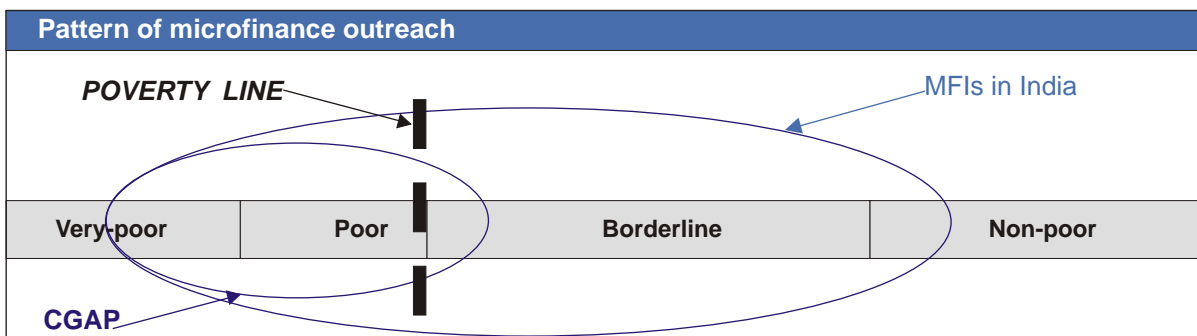 Pattern of microfinance outreach
POVERTY LINE
MFIs in India
Very-poor
Poor
Borderline
Non-poor
CGAP